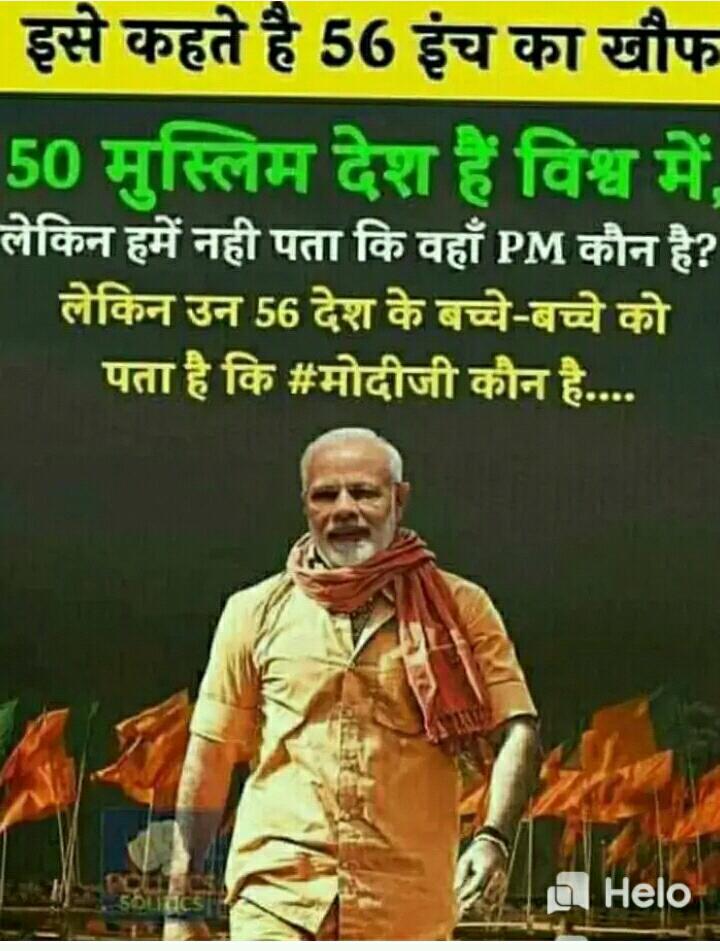 इसे कहते है 56 इंच का खौफ
50 मुस्लिम देश हैं विश्व में,
लेकिन हमें नही पता कि वहाँ PM कौन है?
लेकिन उन 56 देश के बच्चे-बच्चे को
पता है कि #मोदीजी कौन है....
Helo